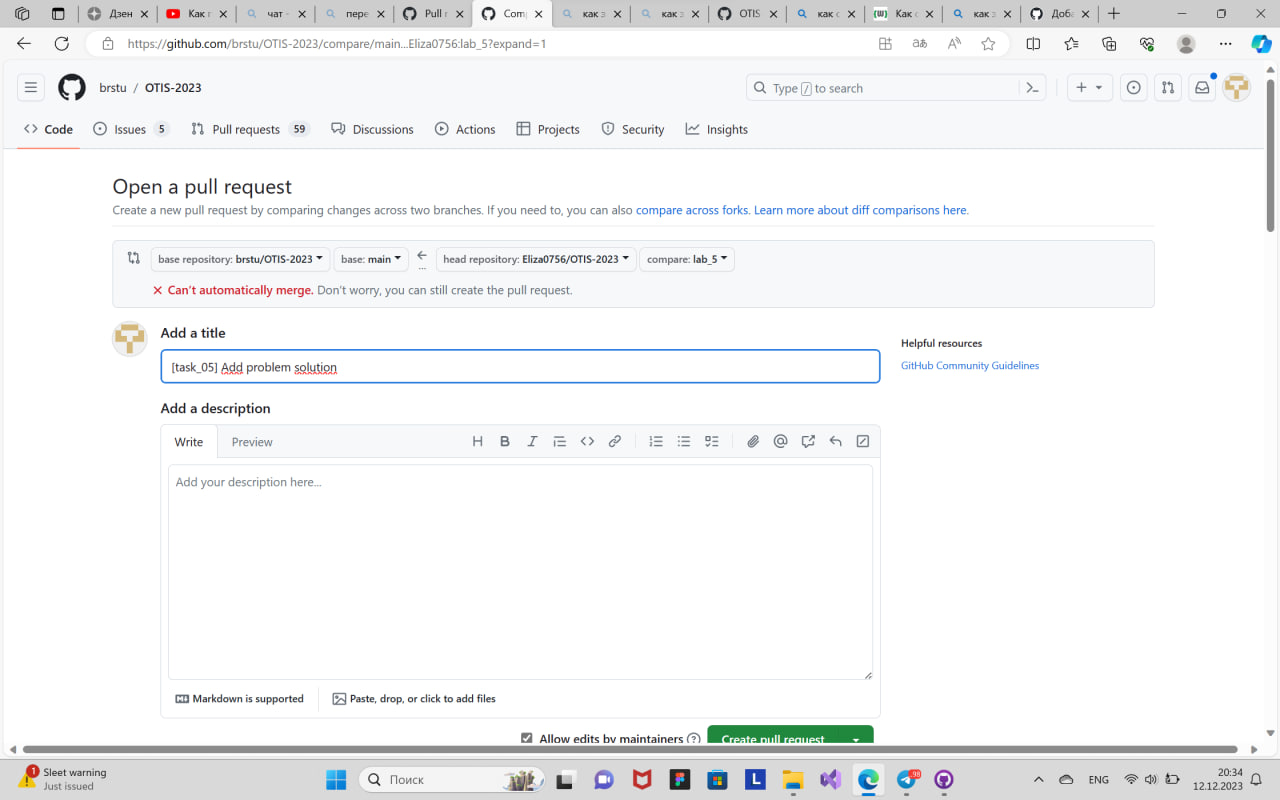 Дзен
Как г
чат -
пере
Pull r
Comp
как з
как з
OTIS
как с
Как с
как з
Доба
https://github.com/brstu/OTIS-2023/compare/main...Eliza0756:lab_5?expand=1
brstu / OTIS-2023
Type / to search
Code
Issues 5
Pull requests 59
Discussions
Actions
Projects
Security
Insights
Open a pull request
Create a new pull request by comparing changes across two branches. If you need to, you can also compare across forks. Learn more about diff comparisons here.
base repository: brstu/OTIS-2023
base: main
...
head repository: Eliza0756/OTIS-2023
compare: lab_5
Can’t automatically merge. Don’t worry, you can still create the pull request.
Add a title
[task_05] Add problem solution
Helpful resources
GitHub Community Guidelines
Add a description
Write
Preview
Add your description here...
Markdown is supported
Paste, drop, or click to add files
Allow edits by maintainers
Create pull request
Sleet warning
Just issued
Поиск
ENG
20:34
12.12.2023